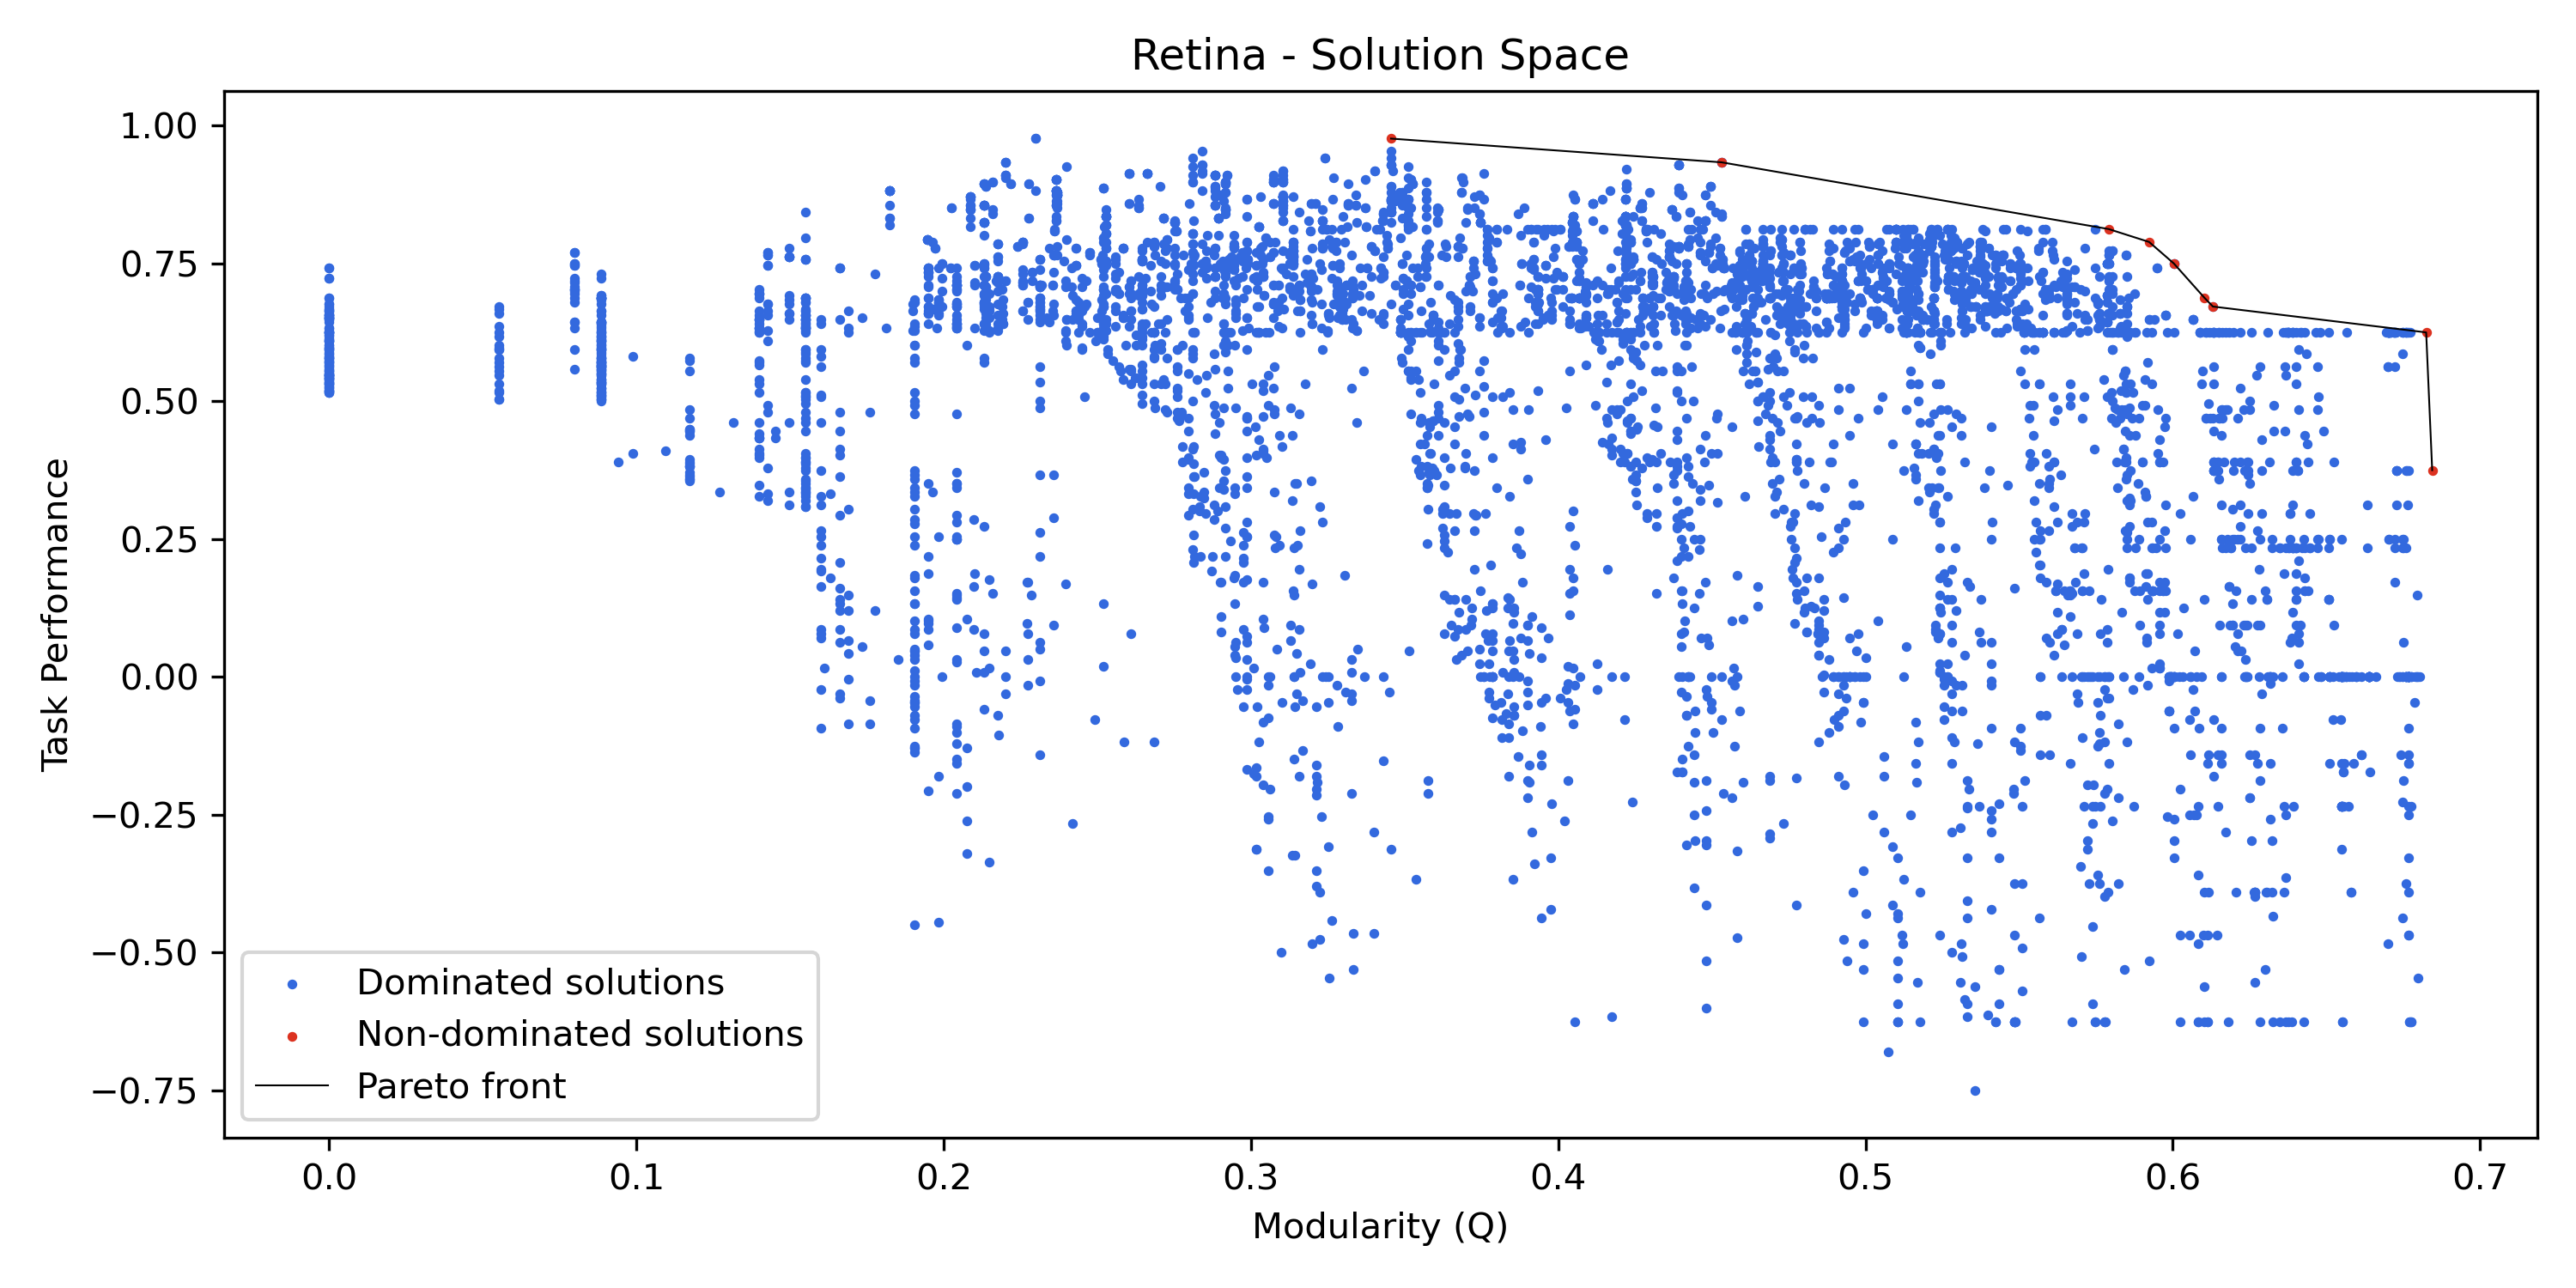 Retina - Solution Space
Task Performance
1.00
0.75
0.50
0.25
0.00
−0.25
−0.50
−0.75
Dominated solutions
Non-dominated solutions
Pareto front
0.0 0.1 0.2 0.3 0.4 0.5 0.6 0.7
Modularity (Q)